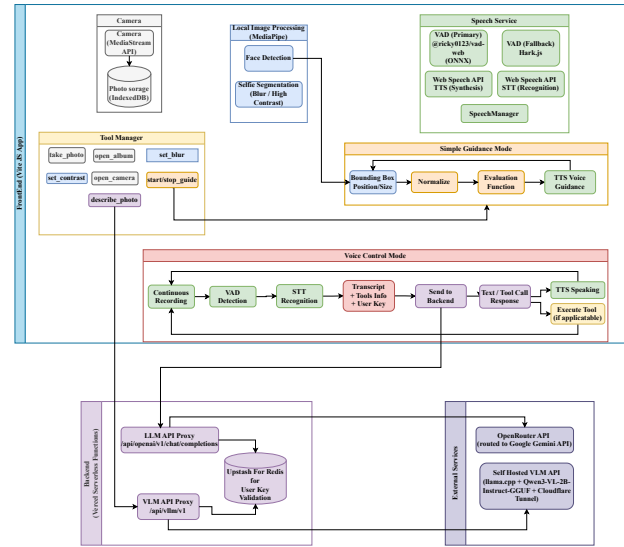 FrontEnd (Vite JS App)
Camera
Camera
(MediaStream
API)
Photo sorage
(IndexedDB)
Local Image Processing
(MediaPipe)
Face Detection
Selfie Segmentation
(Blur / High
Contrast)
Speech Service
VAD (Primary)
@ricky0123/vad-
web
(ONNX)
VAD (Fallback)
Hark.js
Web Speech API
TTS (Synthesis)
Web Speech API
STT (Recognition)
SpeechManager
Tool Manager
take_photo
open_album
set_blur
set_contrast
open_camera
start/stop_guide
describe_photo
Simple Guidance Mode
Bounding Box
Position/Size
Normalize
Evaluation
Function
TTS Voice
Guidance
Voice Control Mode
Continuous
Recording
VAD
Detection
STT
Recognition
Transcript
+ Tools Info
+ User Key
Send to
Backend
Text / Tool Call
Response
TTS Speaking
Execute Tool
(if applicatable)
Backend
(Vercel Serverless Functions)
LLM API Proxy
/api/openai/v1/chat/completions
Upstash For Redis
for
User Key
Validation
VLM API Proxy
/api/vllm/v1
External Services
OpenRouter API
(routed to Google Gemini API)
Self Hosted VLM API
(llama.cpp + Qwen3-VL-2B-
Instruct-GGUF + Cloudflare
Tunnel)